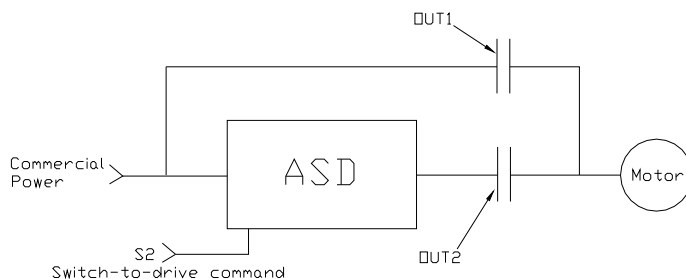 OUT1
Commercial
Power
ASD
Motor
S2
Switch-to-drive command
OUT2